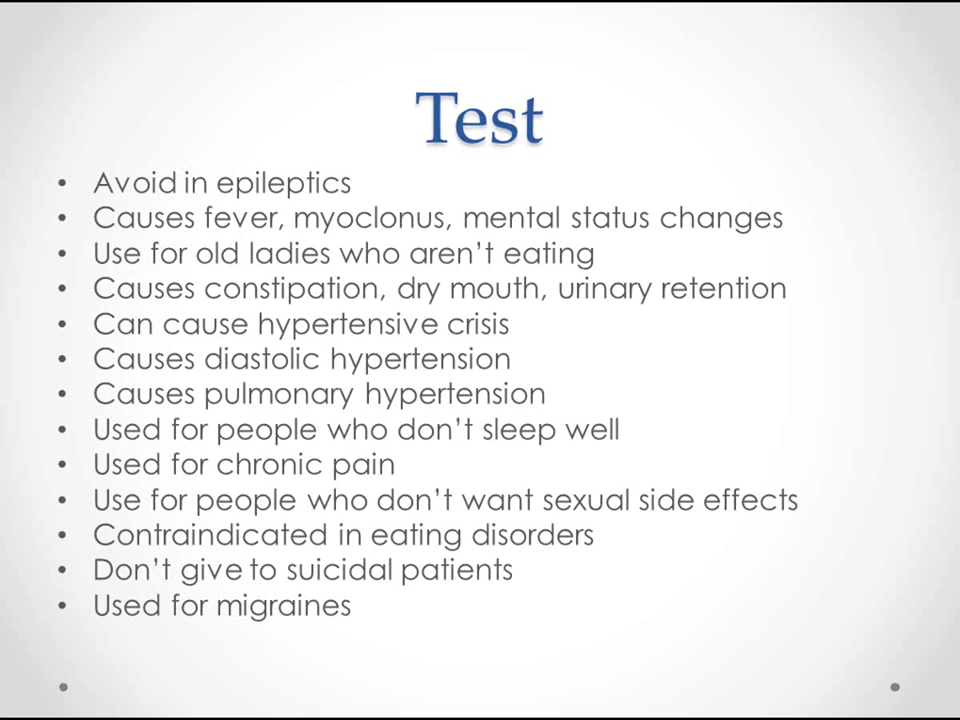 Test
• Avoid in epileptics
• Causes fever, myoclonus, mental status changes
• Use for old ladies who aren't eating
• Causes constipation, dry mouth, urinary retention
• Can cause hypertensive crisis
• Causes diastolic hypertension
• Causes pulmonary hypertension
• Used for people who don't sleep well
• Used for chronic pain
• Use for people who don't want sexual side effects
• Contraindicated in eating disorders
• Don't give to suicidal patients
• Used for migraines